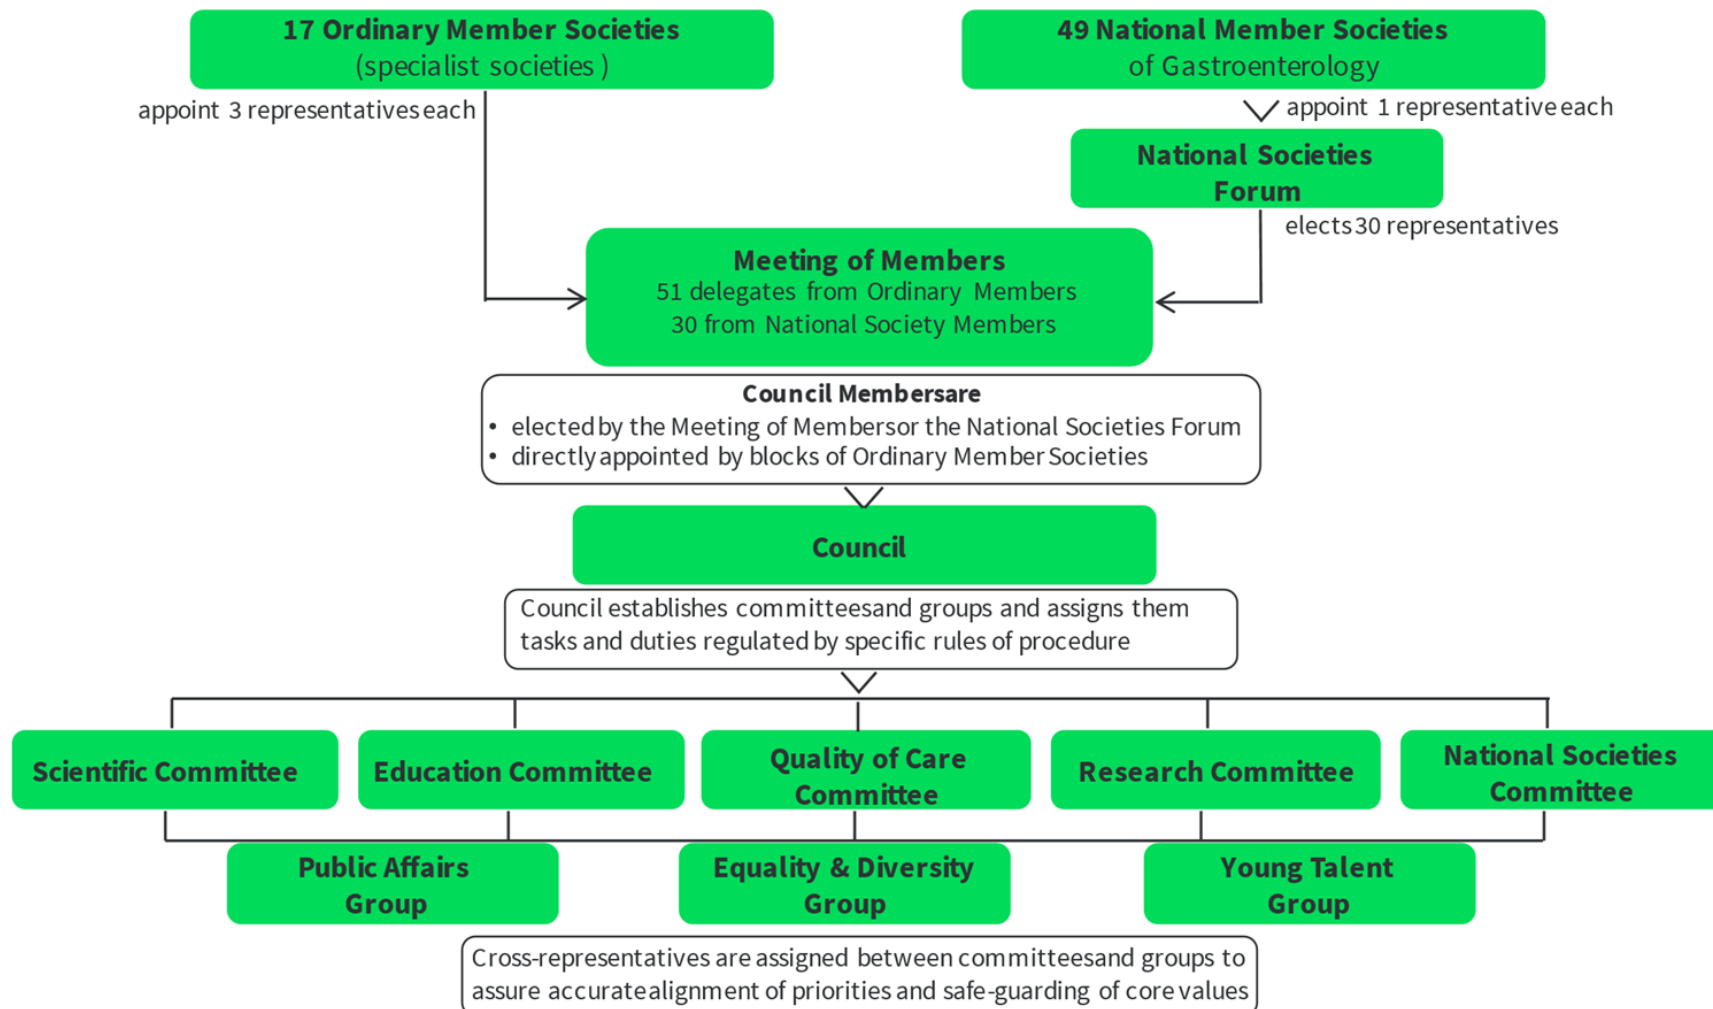 17 Ordinary Member Societies
(specialist societies )
49 National Member Societies
of Gastroenterology
appoint 3 representatives each
appoint 1 representative each
National Societies
Forum
elects 30 representatives
Meeting of Members
51 delegates from Ordinary Members
30 from National Society Members
Council Membersare
• elected by the Meeting of Membersor the National Societies Forum
• directly appointed by blocks of Ordinary Member Societies
Council
Council establishes committeesand groups and assigns them
tasks and duties regulated by specific rules of procedure
Scientific Committee
Education Committee
Quality of Care
Committee
Research Committee
National Societies
Committee
Public Affairs
Group
Equality & Diversity
Group
Young Talent
Group
Cross-representatives are assigned between committeesand groups to
assure accurate alignment of priorities and safe-guarding of core values